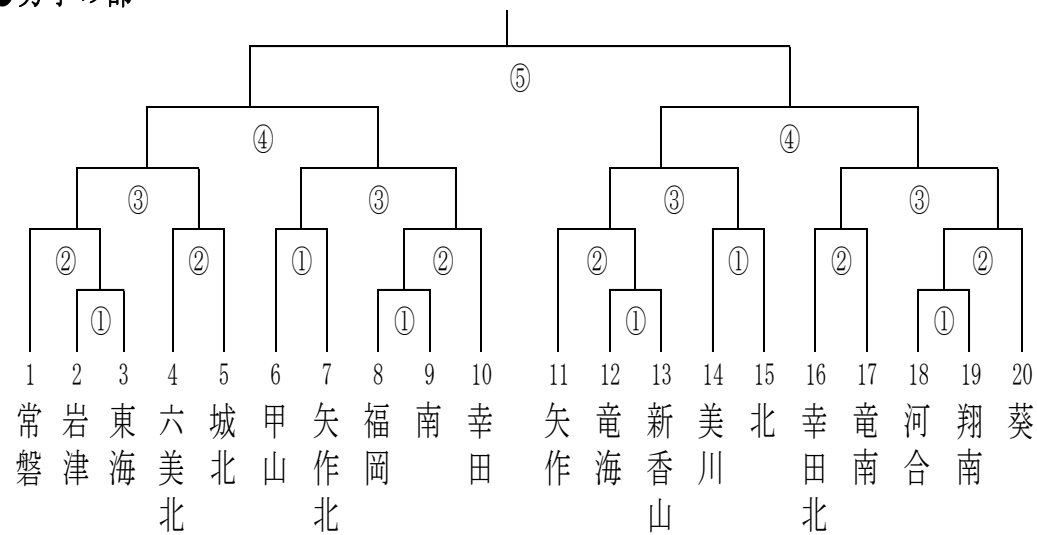 ●男子の部
⑤
④ ④
③ ③ ③ ③
② ② ① ② ② ① ② ②
① ① ① ①
1 2 3 4 5 6 7 8 9 10 11 12 13 14 15 16 17 18 19 20
常磐
岩津
東海
六美北
城北
甲山
矢作北
福岡
南
幸田
矢作
竜海
新香山
美川
北
幸田北
竜南
河合
翔南
葵